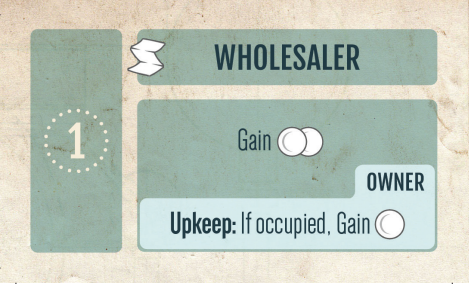 WHOLESALER
1
Gain
OWNER
Upkeep: If occupied, Gain